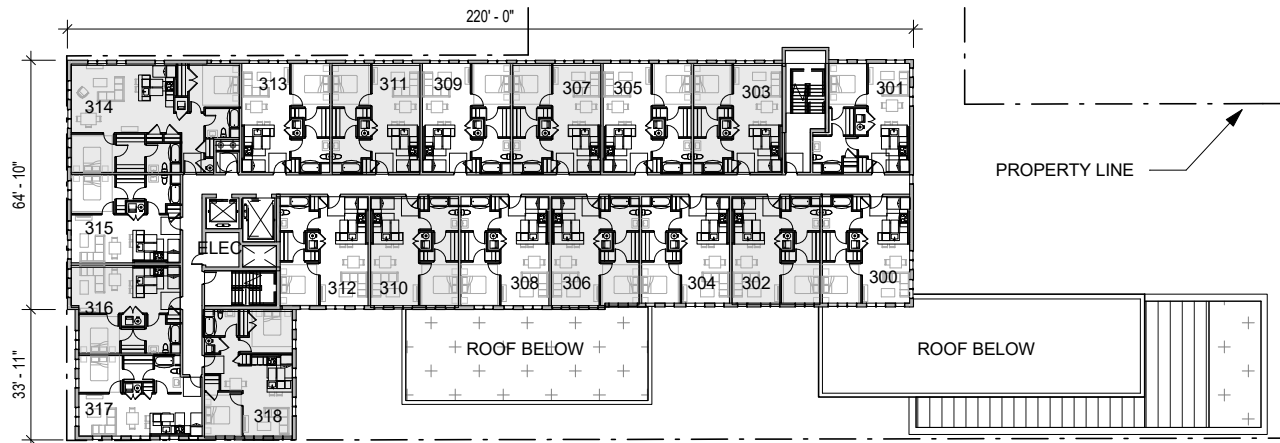 220' - 0"
313
311
309
307
305
303
301
314
PROPERTY LINE
64' - 10"
315
ELEC
316
312
310
308
306
304
302
300
33' - 11"
ROOF BELOW
ROOF BELOW
317
318